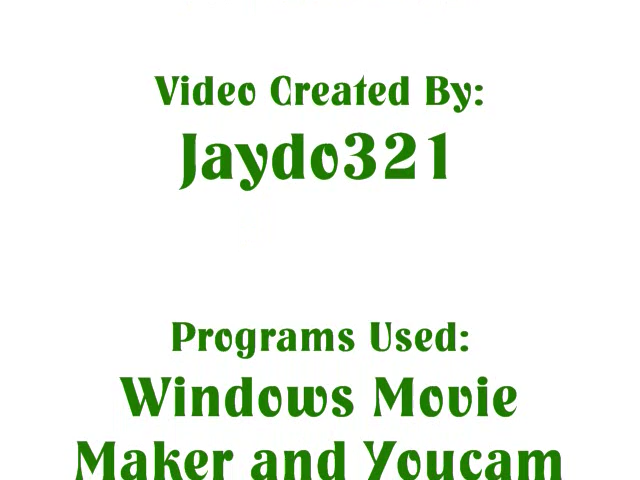 Video Created By:
Jaydo321
Programs Used:
Windows Movie
Maker and Youcam